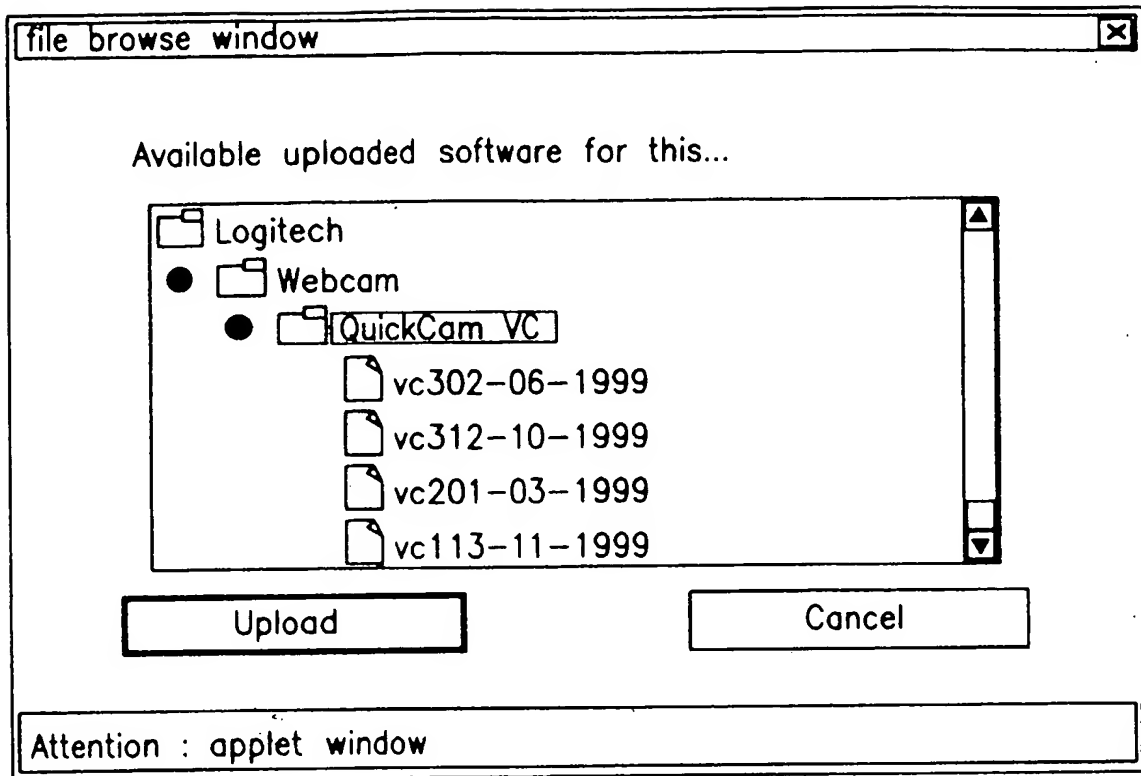 file browse window
Available uploaded software for this...
Logitech
Webcam
QuickCam VC
vc302-06-1999
vc312-10-1999
vc201-03-1999
vc113-11-1999
Upload
Cancel
Attention : applet window